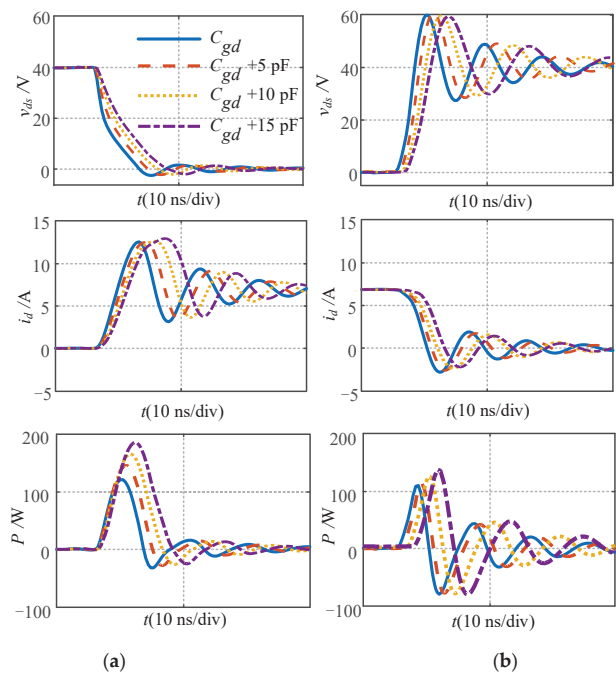 60
40
20
0
v_ds /V
C_gd
C_gd +5 pF
C_gd +10 pF
C_gd +15 pF
t(10 ns/div)
60
40
20
0
v_ds /V
t(10 ns/div)
15
10
5
0
−5
i_d /A
t(10 ns/div)
15
10
5
0
−5
i_d /A
t(10 ns/div)
200
100
0
−100
P /W
t(10 ns/div)
200
100
0
−100
P /W
t(10 ns/div)
(a)
(b)